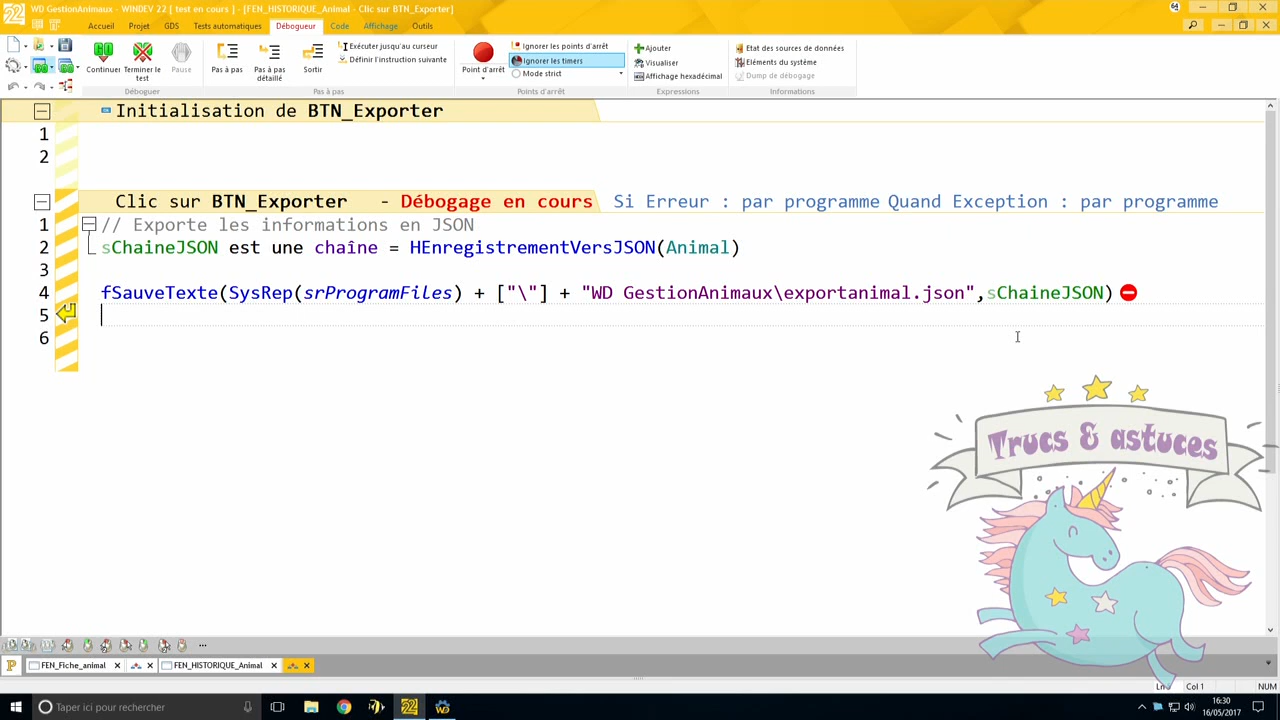 WD GestionAnimaux - WINDEV 22 [ test en cours ] - [FEN_HISTORIQUE_Animal - Clic sur BTN_Exporter]
Accueil Projet GDS Tests automatiques Débogueur Code Affichage Outils
GO
Continuer
Terminer le test
Pause
Pas à pas
Pas à pas détaillé
Sortir
Exécuter jusqu'au curseur
Définir l'instruction suivante
Point d'arrêt
Ignorer les points d'arrêt
Ignorer les timers
Mode strict
Ajouter
Visualiser
Affichage hexadécimal
Etat des sources de données
Eléments du système
Dump de débogage
Déboguer Pas à pas Points d'arrêt Expressions Informations
Initialisation de BTN_Exporter
1
2
Clic sur BTN_Exporter - Débogage en cours Si Erreur : par programme Quand Exception : par programme
1 // Exporte les informations en JSON
2 sChaineJSON est une chaîne = HEnregistrementVersJSON(Animal)
3
4 fSauveTexte(SysRep(srProgramFiles) + ["\"] + "WD GestionAnimaux\exportanimal.json",sChaineJSON)
5
6
Trucs & astuces
FEN_Fiche_animal FEN_HISTORIQUE_Animal
Col 1 NUM
Taper ici pour rechercher
22
16:30
16/05/2017